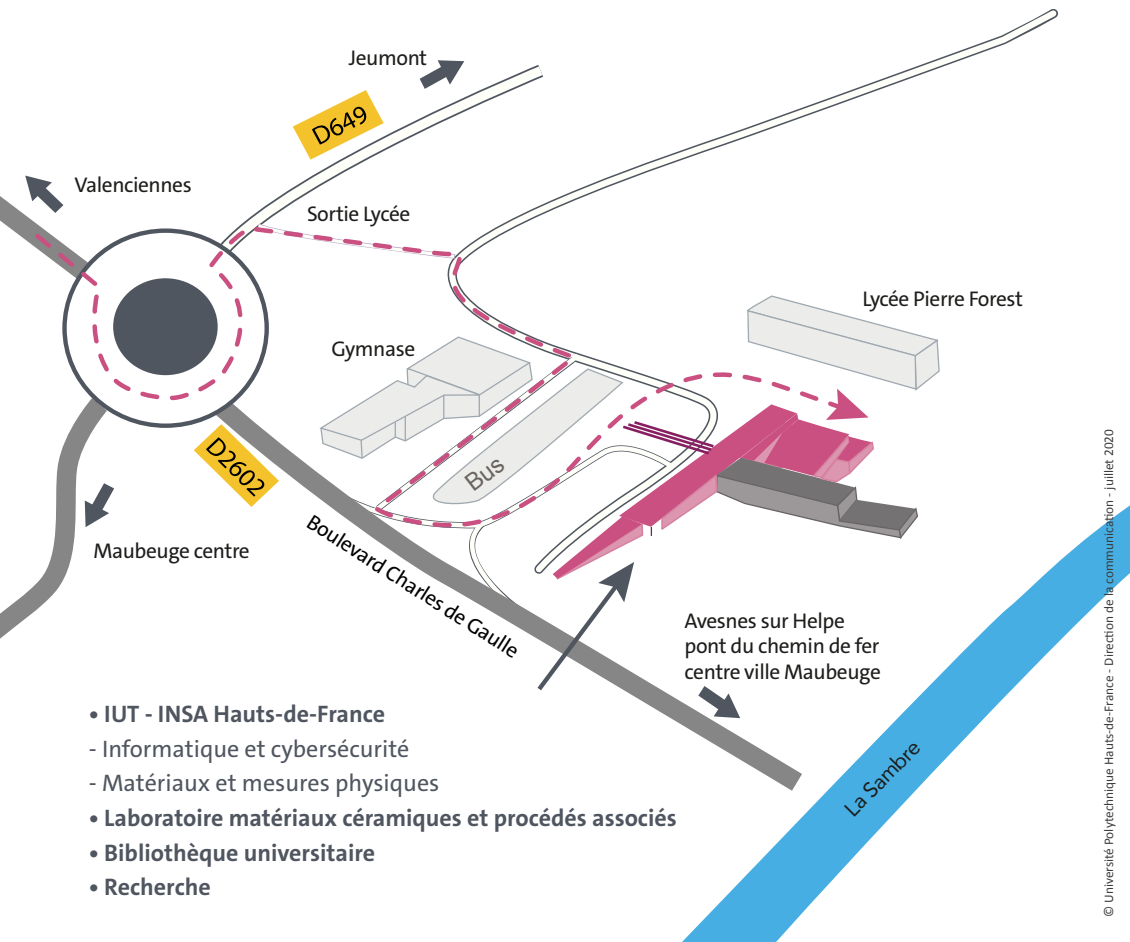 Jeumont
D649
Valenciennes
Sortie Lycée
Lycée Pierre Forest
Gymnase
Bus
D2602
Maubeuge centre
Boulevard Charles de Gaulle
Avesnes sur Helpe
pont du chemin de fer
centre ville Maubeuge
• IUT - INSA Hauts-de-France
- Informatique et cybersécurité
- Matériaux et mesures physiques
• Laboratoire matériaux céramiques et procédés associés
• Bibliothèque universitaire
• Recherche
La Sambre
© Université Polytechnique Hauts-de-France - Direction de la communication - juillet 2020